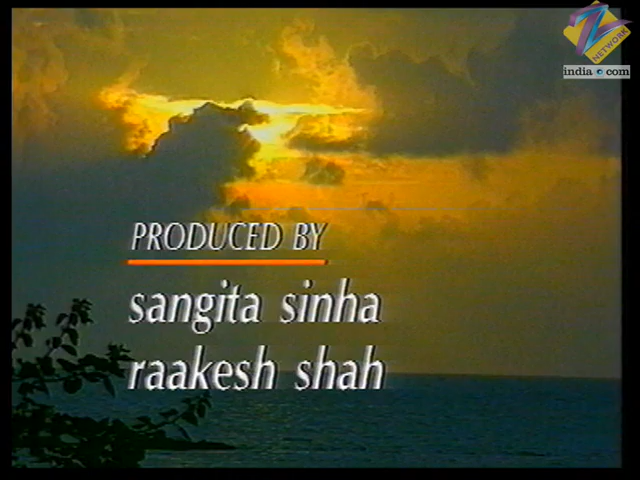 Z
NETWORK
india.com
PRODUCED BY
sangita sinha
raakesh shah